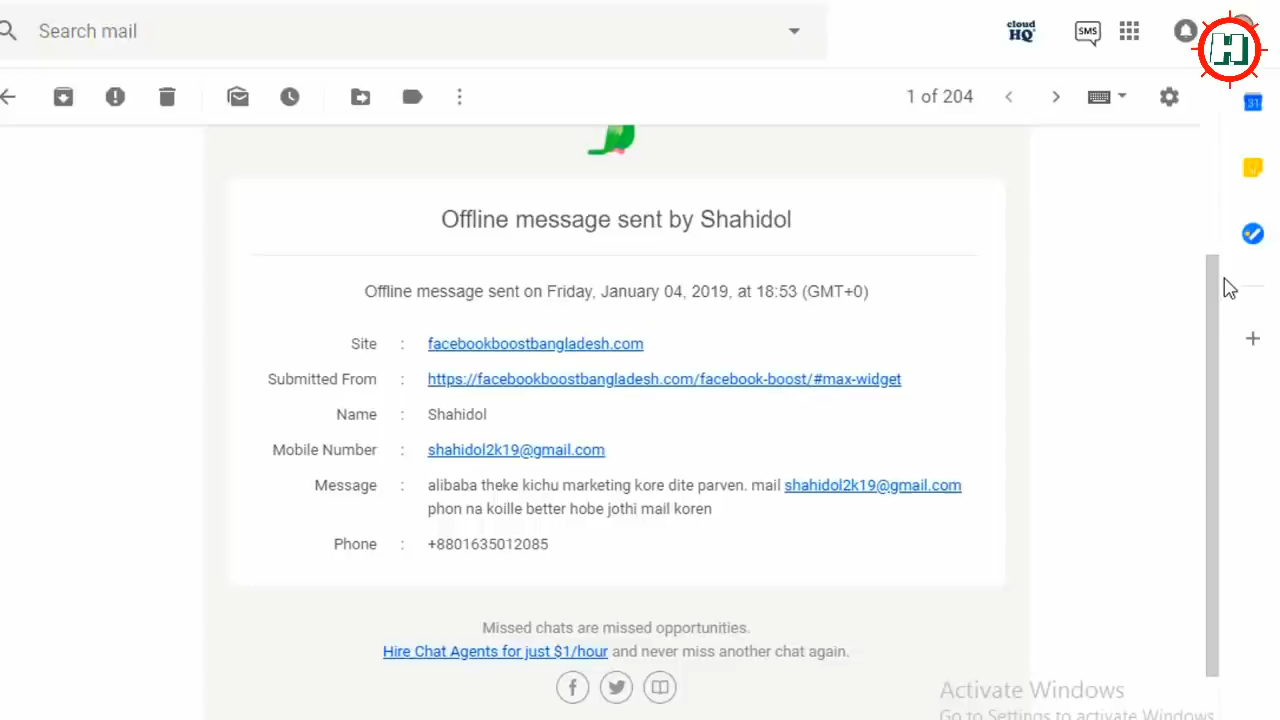 Search mail
cloud
HQ
SMS
H
1 of 204
31
Offline message sent by Shahidol
Offline message sent on Friday, January 04, 2019, at 18:53 (GMT+0)
Site : facebookboostbangladesh.com
Submitted From : https://facebookboostbangladesh.com/facebook-boost/#max-widget
Name : Shahidol
Mobile Number : shahidol2k19@gmail.com
Message : alibaba theke kichu marketing kore dite parven. mail shahidol2k19@gmail.com
phon na koille better hobe jothi mail koren
Phone : +8801635012085
Missed chats are missed opportunities.
Hire Chat Agents for just $1/hour and never miss another chat again.
Activate Windows
Go to Settings to activate Windows